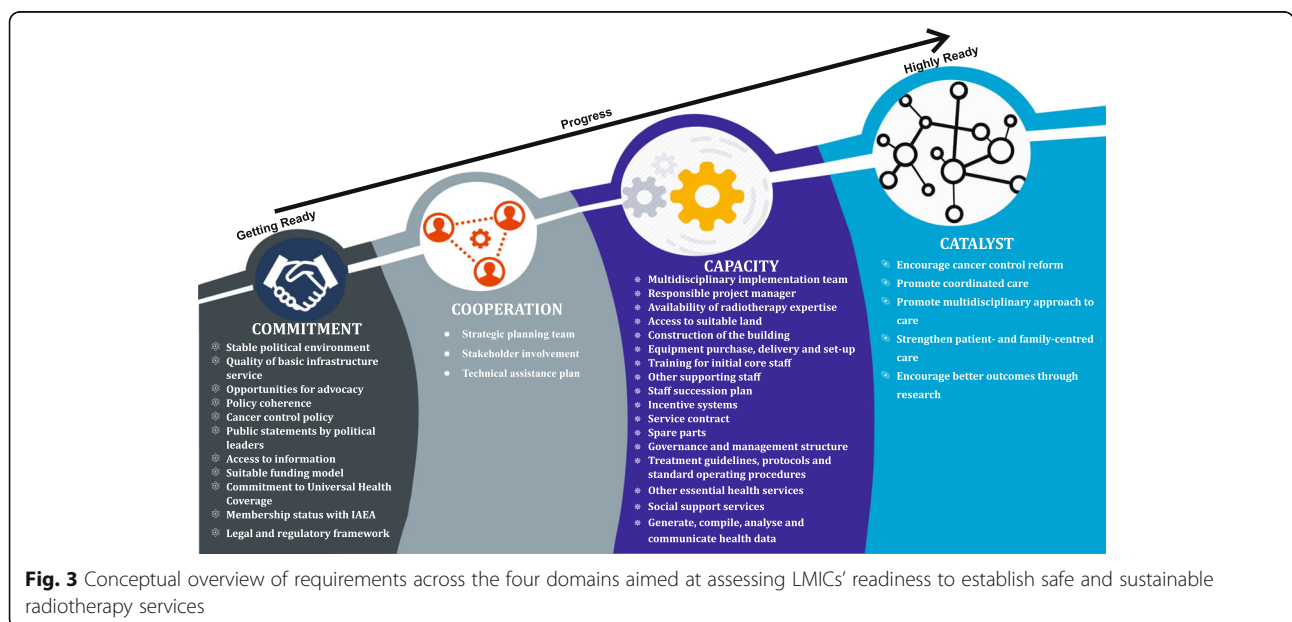 Getting Ready
Progress
Highly Ready
COMMITMENT
Stable political environment
Quality of basic infrastructure
service
Opportunities for advocacy
Policy coherence
Cancer control policy
Public statements by political
leaders
Access to information
Suitable funding model
Commitment to Universal Health
Coverage
Membership status with IAEA
Legal and regulatory framework
COOPERATION
Strategic planning team
Stakeholder involvement
Technical assistance plan
CAPACITY
Multidisciplinary implementation team
Responsible project manager
Availability of radiotherapy expertise
Access to suitable land
Construction of the building
Equipment purchase, delivery and set-up
Training for initial core staff
Other supporting staff
Staff succession plan
Incentive systems
Service contract
Spare parts
Governance and management structure
Treatment guidelines, protocols and
standard operating procedures
Other essential health services
Social support services
Generate, compile, analyse and
communicate health data
CATALYST
Encourage cancer control reform
Promote coordinated care
Promote multidisciplinary approach to
care
Strengthen patient- and family-centred
care
Encourage better outcomes through
research
Fig. 3 Conceptual overview of requirements across the four domains aimed at assessing LMICs' readiness to establish safe and sustainable
radiotherapy services